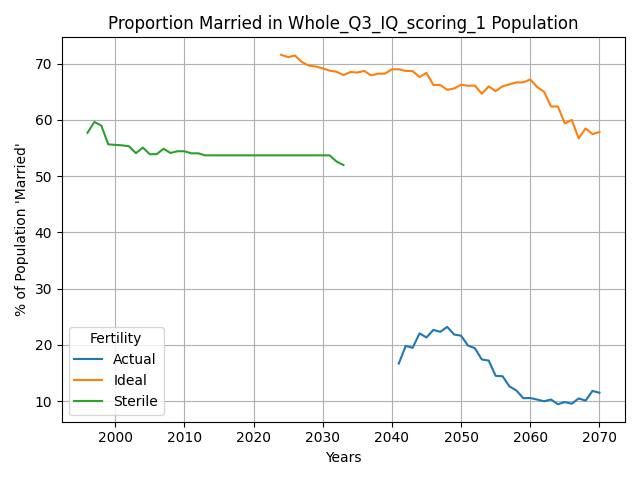 Proportion Married in Whole_Q3_IQ_scoring_1 Population
% of Population 'Married'
70
60
50
40
30
20
10
Fertility
Actual
Ideal
Sterile
2000 2010 2020 2030 2040 2050 2060 2070
Years